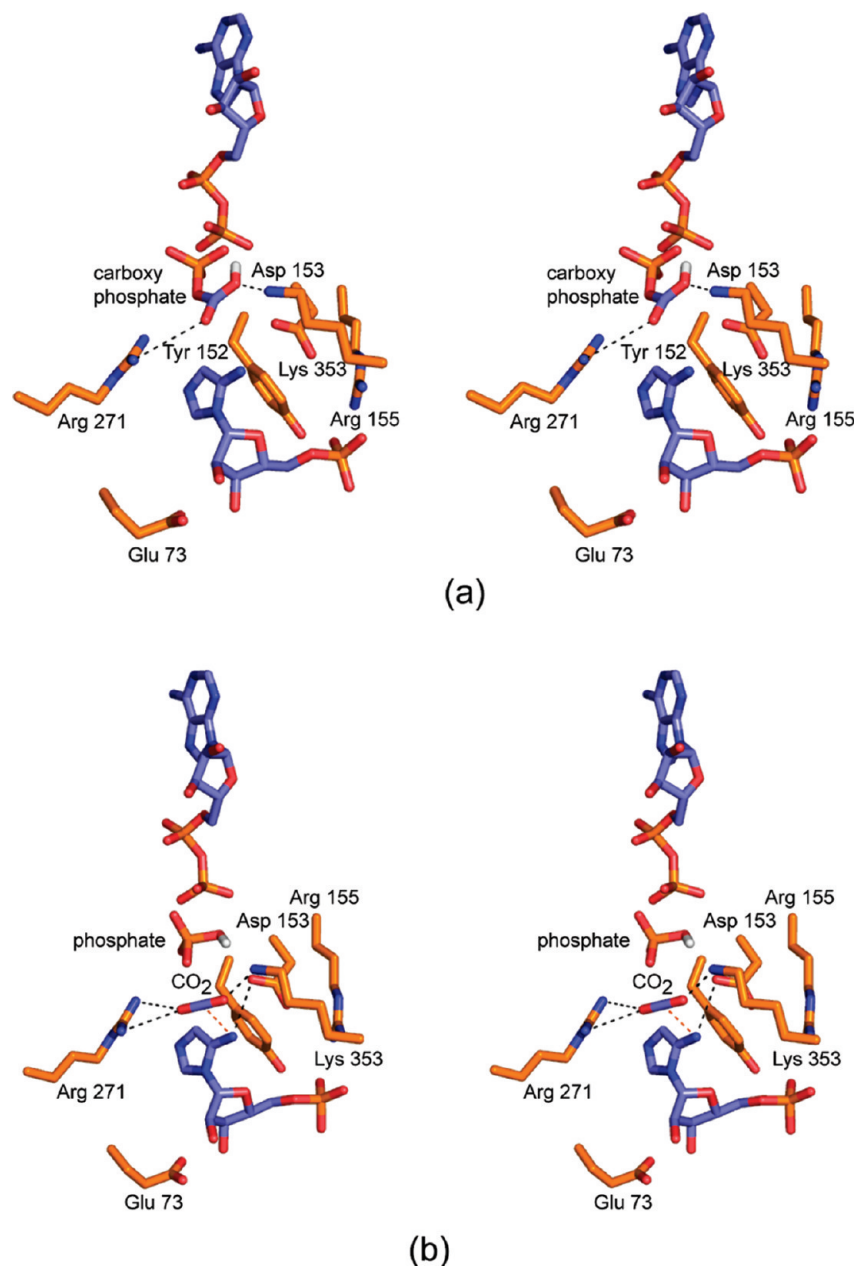 carboxy
phosphate
Asp 153
Tyr 152
Lys 353
Arg 271
Arg 155
Glu 73
carboxy
phosphate
Asp 153
Tyr 152
Lys 353
Arg 271
Arg 155
Glu 73
(a)
Arg 155
Asp 153
phosphate
CO2
Lys 353
Arg 271
Glu 73
Arg 155
Asp 153
phosphate
CO2
Lys 353
Arg 271
Glu 73
(b)